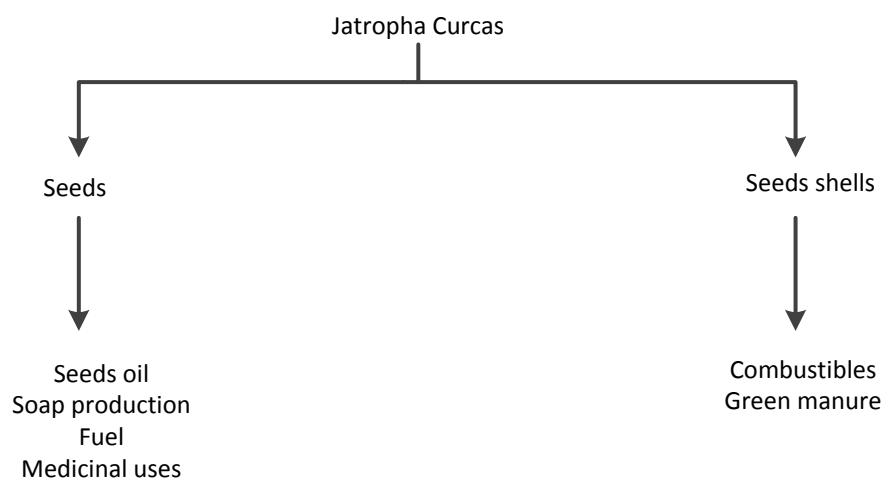 Jatropha Curcas
Seeds
Seeds shells
Seeds oil
Soap production
Fuel
Medicinal uses
Combustibles
Green manure